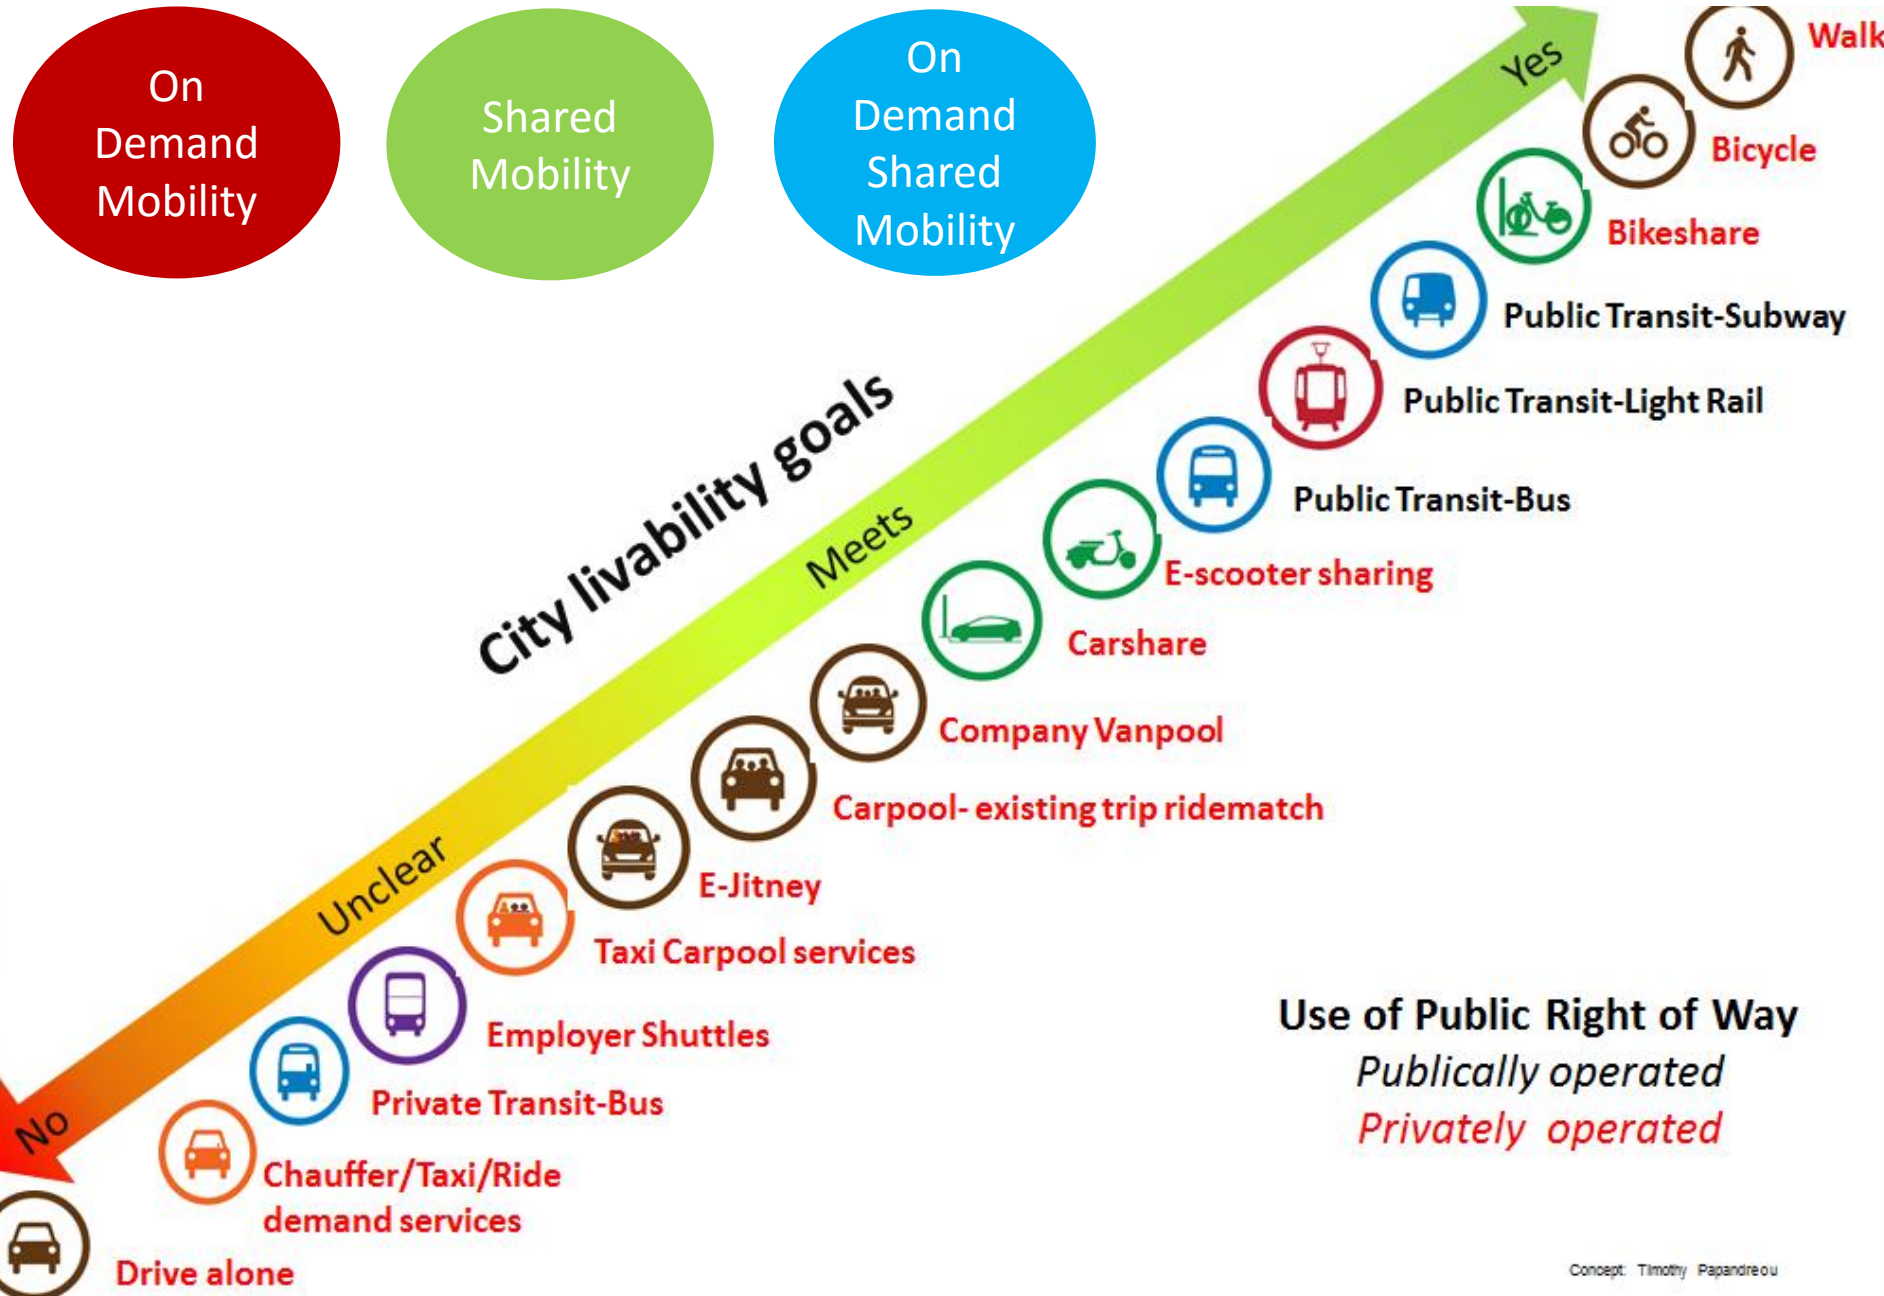 On
Demand
Mobility
Shared
Mobility
On
Demand
Shared
Mobility
Yes
Walk
Bicycle
Bikeshare
Public Transit-Subway
Public Transit-Light Rail
City livability goals
Public Transit-Bus
Meets
E-scooter sharing
Carshare
Company Vanpool
Carpool- existing trip ridematch
Unclear
E-Jitney
Taxi Carpool services
Employer Shuttles
Private Transit-Bus
No
Chauffer/Taxi/Ride
demand services
Drive alone
Use of Public Right of Way
Publically operated
Privately operated
Concept: Timothy Papandreou